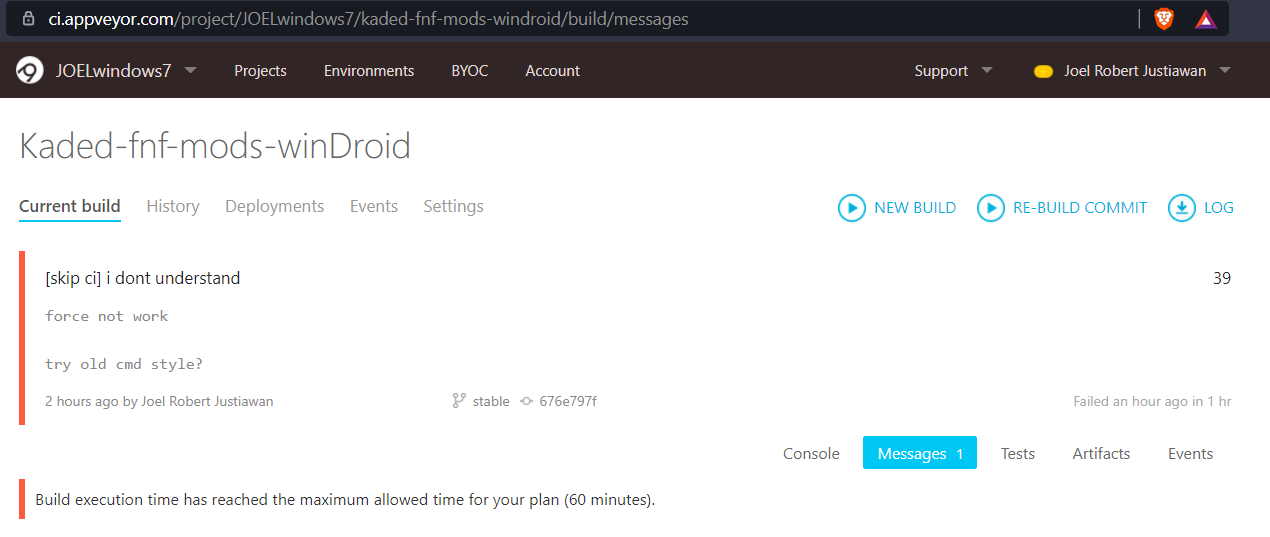 ci.appveyor.com/project/JOELwindows7/kaded-fnf-mods-windroid/build/messages
JOELwindows7 Projects Environments BYOC Account Support Joel Robert Justiawan
Kaded-fnf-mods-winDroid
Current build History Deployments Events Settings NEW BUILD RE-BUILD COMMIT LOG
[skip ci] i dont understand 39
force not work
try old cmd style?
2 hours ago by Joel Robert Justiawan stable 676e797f Failed an hour ago in 1 hr
Console Messages 1 Tests Artifacts Events
Build execution time has reached the maximum allowed time for your plan (60 minutes).